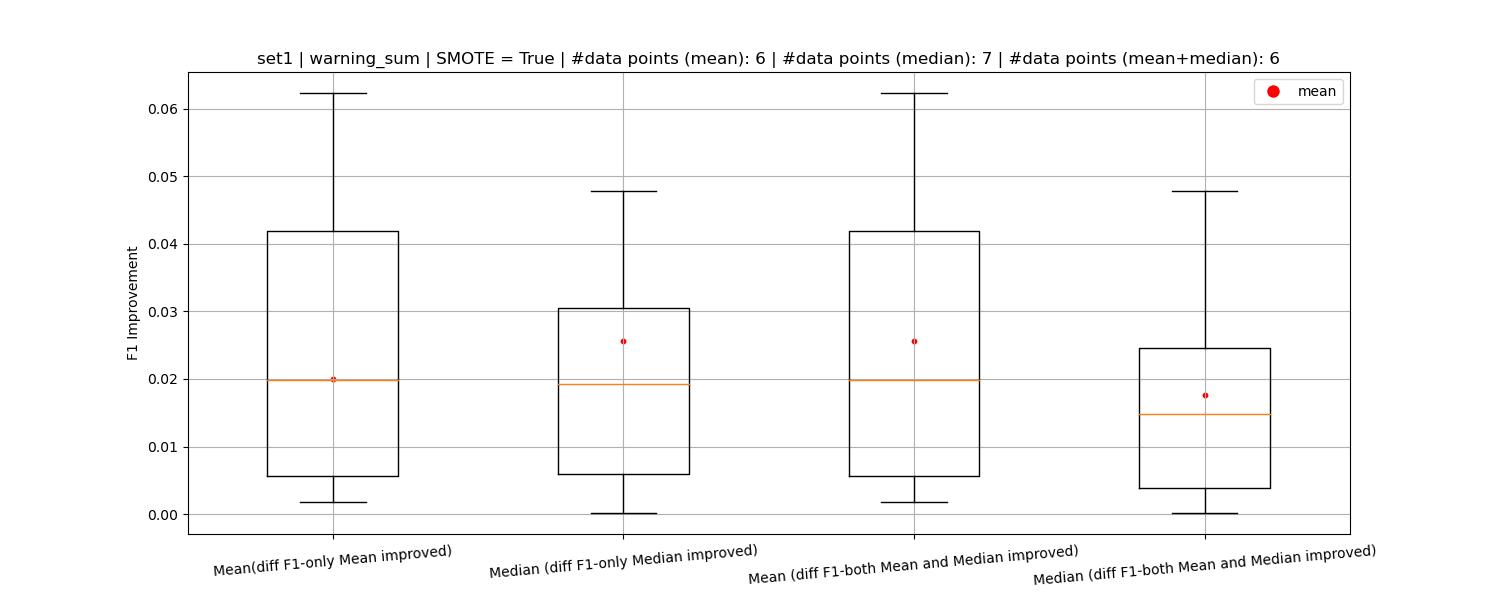 set1 | warning_sum | SMOTE = True | #data points (mean): 6 | #data points (median): 7 | #data points (mean+median): 6
mean
0.06
0.05
0.04
0.03
0.02
0.01
0.00
F1 Improvement
Mean(diff F1-only Mean improved)
Median (diff F1-only Median improved)
Mean (diff F1-both Mean and Median improved)
Median (diff F1-both Mean and Median improved)